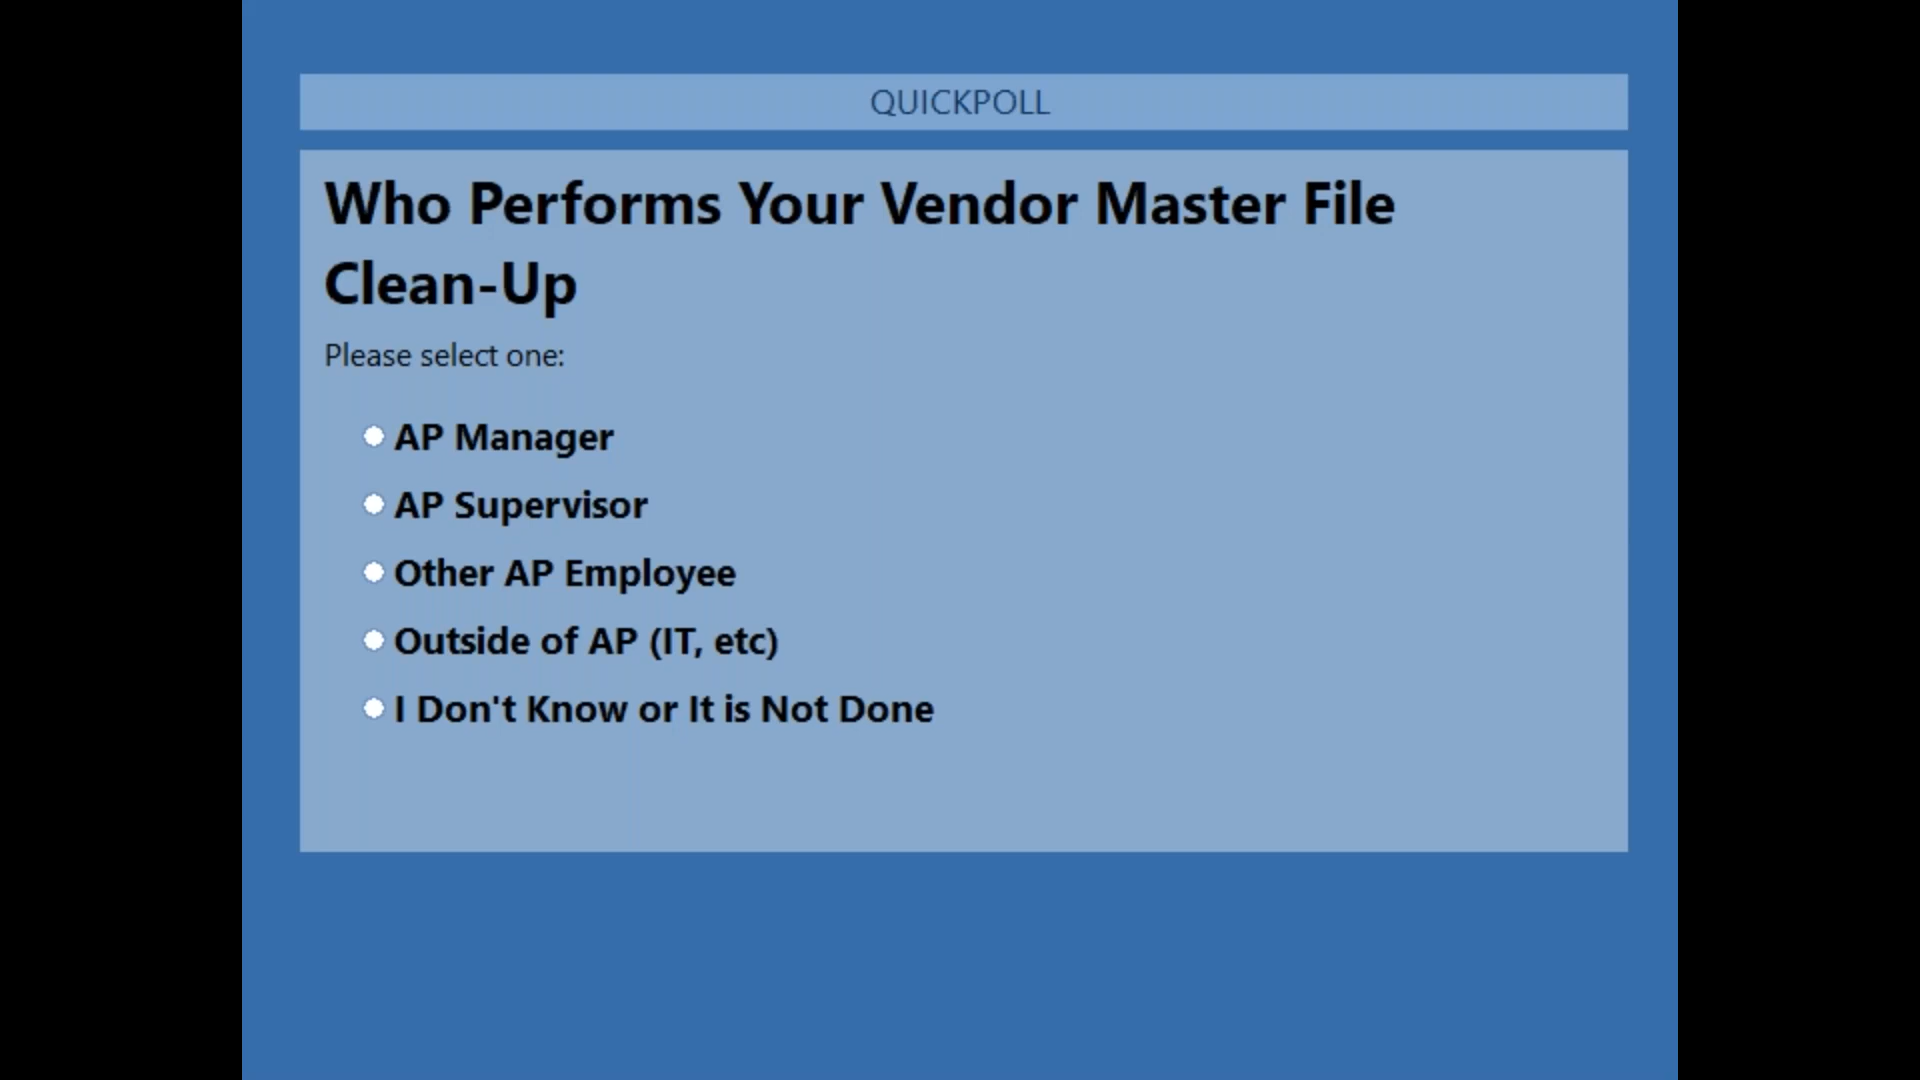 QUICKPOLL
Who Performs Your Vendor Master File
Clean-Up
Please select one:
AP Manager
AP Supervisor
Other AP Employee
Outside of AP (IT, etc)
I Don't Know or It is Not Done